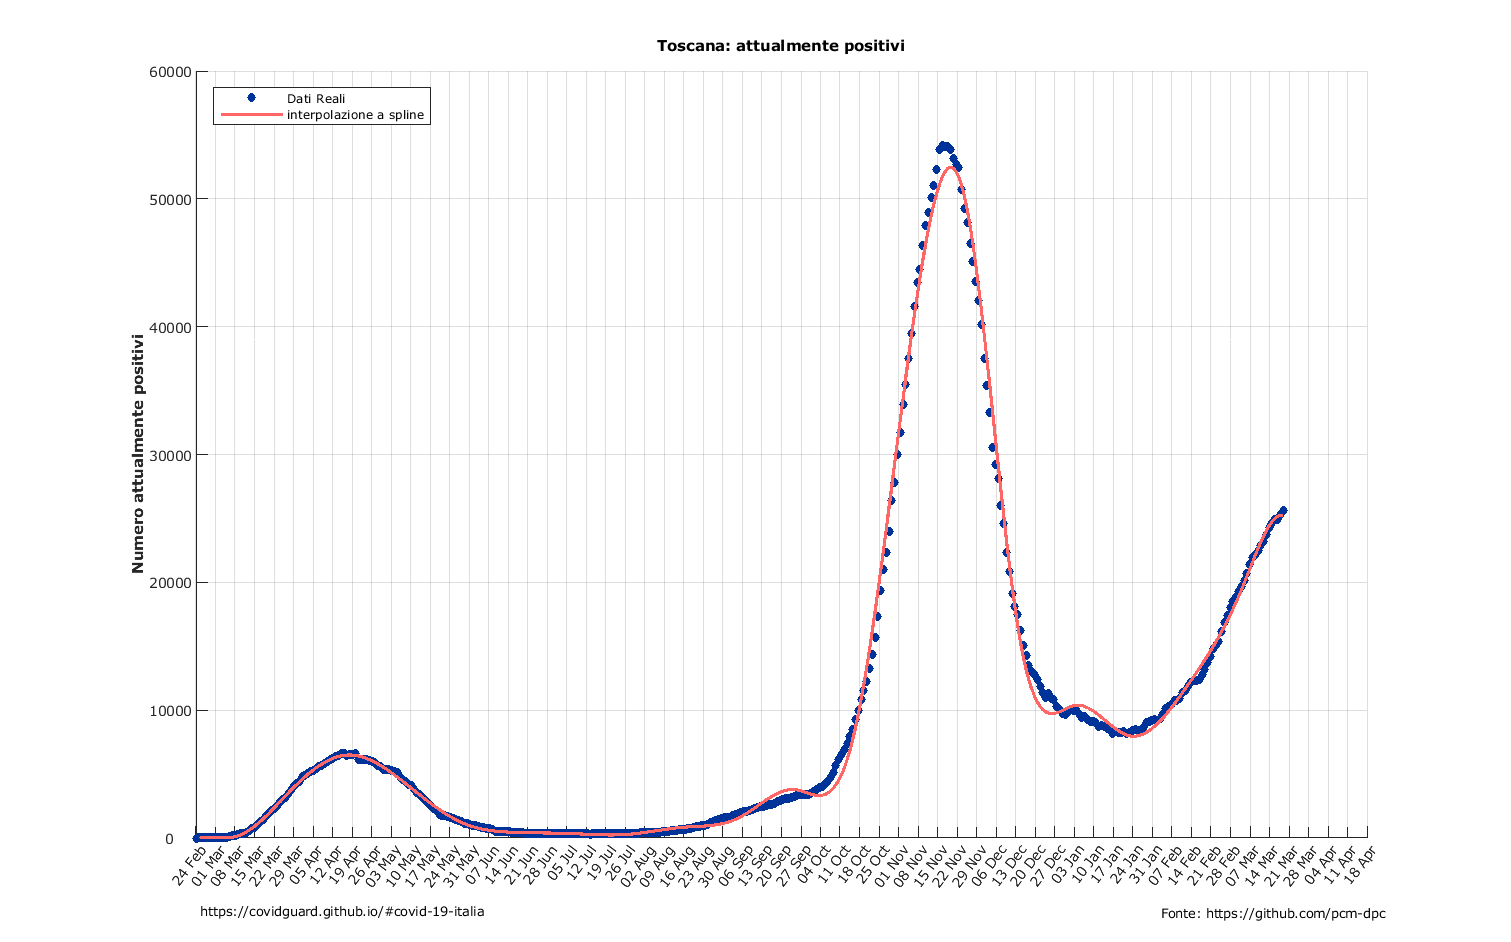 Toscana: attualmente positivi
Dati Reali
interpolazione a spline
Numero attualmente positivi
60000
50000
40000
30000
20000
10000
0
24 Feb
01 Mar
08 Mar
15 Mar
22 Mar
29 Mar
05 Apr
12 Apr
19 Apr
26 Apr
03 May
10 May
17 May
24 May
31 May
07 Jun
14 Jun
21 Jun
28 Jun
05 Jul
12 Jul
19 Jul
26 Jul
02 Aug
09 Aug
16 Aug
23 Aug
30 Aug
06 Sep
13 Sep
20 Sep
27 Sep
04 Oct
11 Oct
18 Oct
25 Oct
01 Nov
08 Nov
15 Nov
22 Nov
29 Nov
06 Dec
13 Dec
20 Dec
27 Dec
03 Jan
10 Jan
17 Jan
24 Jan
31 Jan
07 Feb
14 Feb
21 Feb
28 Feb
07 Mar
14 Mar
21 Mar
28 Mar
04 Apr
11 Apr
18 Apr
https://covidguard.github.io/#covid-19-italia
Fonte: https://github.com/pcm-dpc